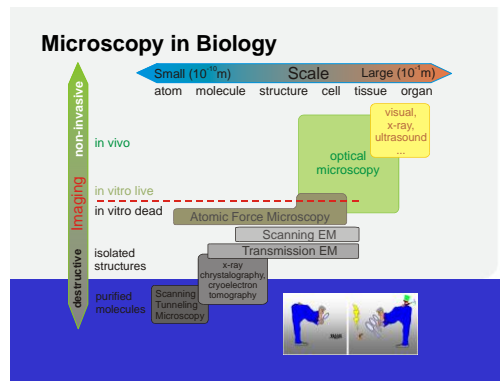 Microscopy in Biology
Small (10⁻¹⁰m) Scale Large (10⁻¹m)
atom molecule structure cell tissue organ
non-invasive
Imaging
destructive
in vivo
in vitro live
in vitro dead
isolated
structures
purified
molecules
visual,
x-ray,
ultrasound
...
optical
microscopy
Atomic Force Microscopy
Scanning EM
Transmission EM
x-ray
chrystalography,
cryoelectron
tomography
Scanning
Tunneling
Microscopy